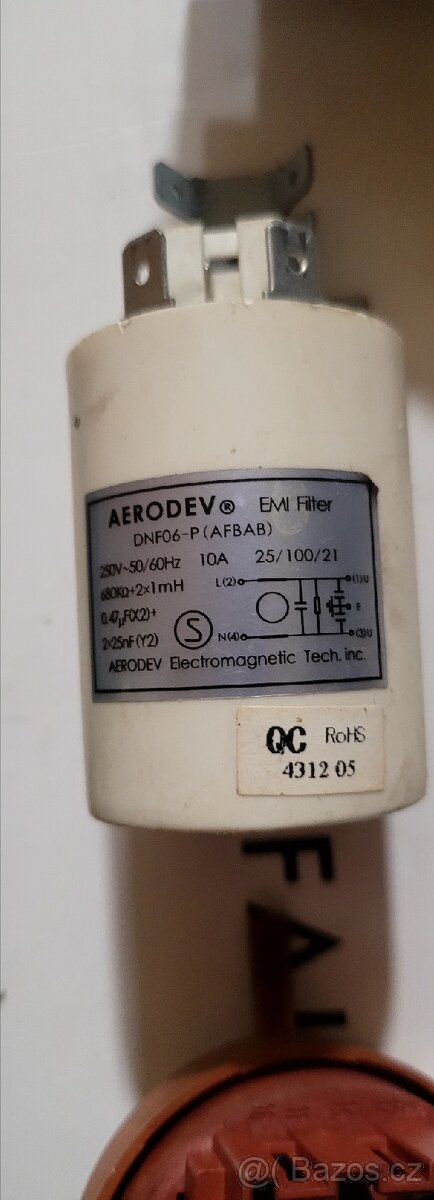 AERODEV® EMI Filter
DNF06-P(AFBAB)
250V~50/60Hz 10A 25/100/21
680KΩ+2×1mH
0.47μF(X2)+
2×25nF(Y2)
L(2)
(1)U
E
S
N(4)
(3)U
AERODEV Electromagnetic Tech. inc.
QC RoHS
4312 05
FAI
@( Bazos.cz